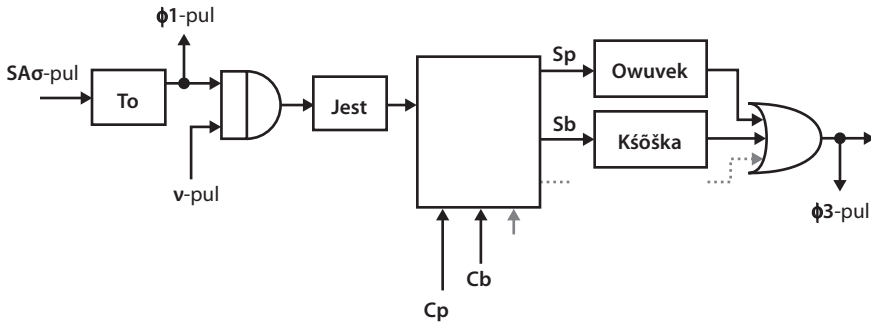 ϕ1-pul
SAσ-pul
To
ν-pul
Jest
Sp
Owuvek
Sb
Kśõška
Cp
Cb
ϕ3-pul